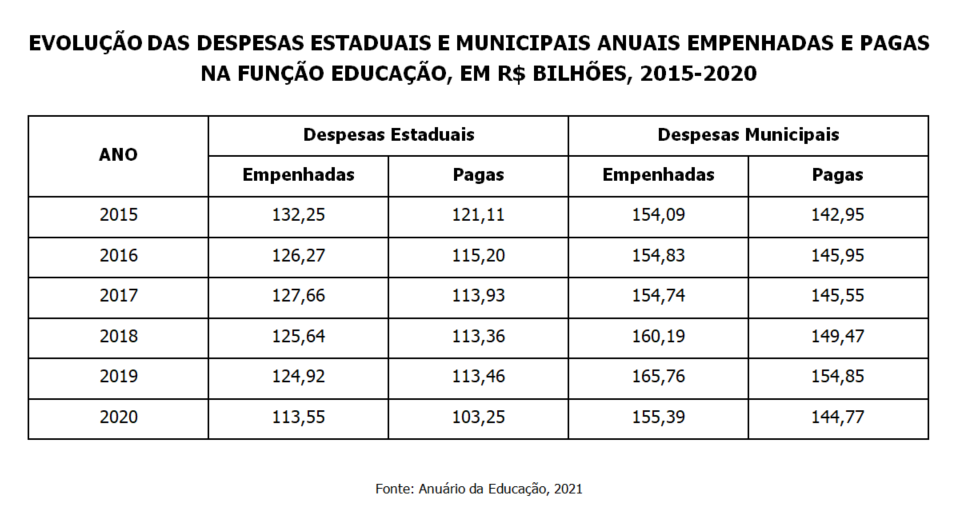 EVOLUÇÃO DAS DESPESAS ESTADUAIS E MUNICIPAIS ANUAIS EMPENHADAS E PAGAS
NA FUNÇÃO EDUCAÇÃO, EM R$ BILHÕES, 2015-2020
ANO Despesas Estaduais Despesas Municipais
Empenhadas Pagas Empenhadas Pagas
2015 132,25 121,11 154,09 142,95
2016 126,27 115,20 154,83 145,95
2017 127,66 113,93 154,74 145,55
2018 125,64 113,36 160,19 149,47
2019 124,92 113,46 165,76 154,85
2020 113,55 103,25 155,39 144,77
Fonte: Anuário da Educação, 2021